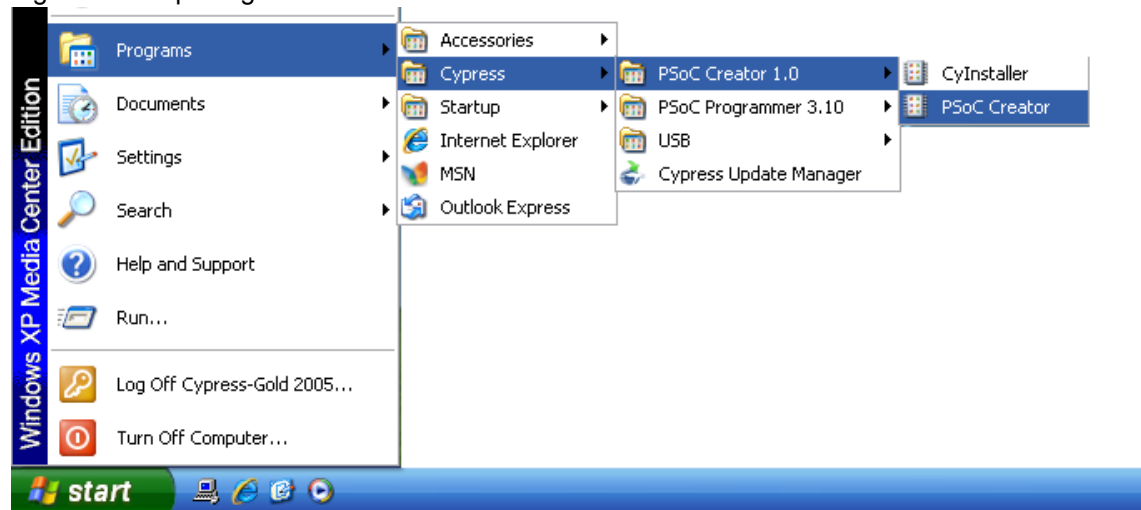 Programs
Documents
Settings
Search
Help and Support
Run...
Log Off Cypress-Gold 2005...
Turn Off Computer...
Windows XP Media Center Edition
start
Accessories
Cypress
Startup
Internet Explorer
MSN
Outlook Express
PSoC Creator 1.0
PSoC Programmer 3.10
USB
Cypress Update Manager
CyInstaller
PSoC Creator